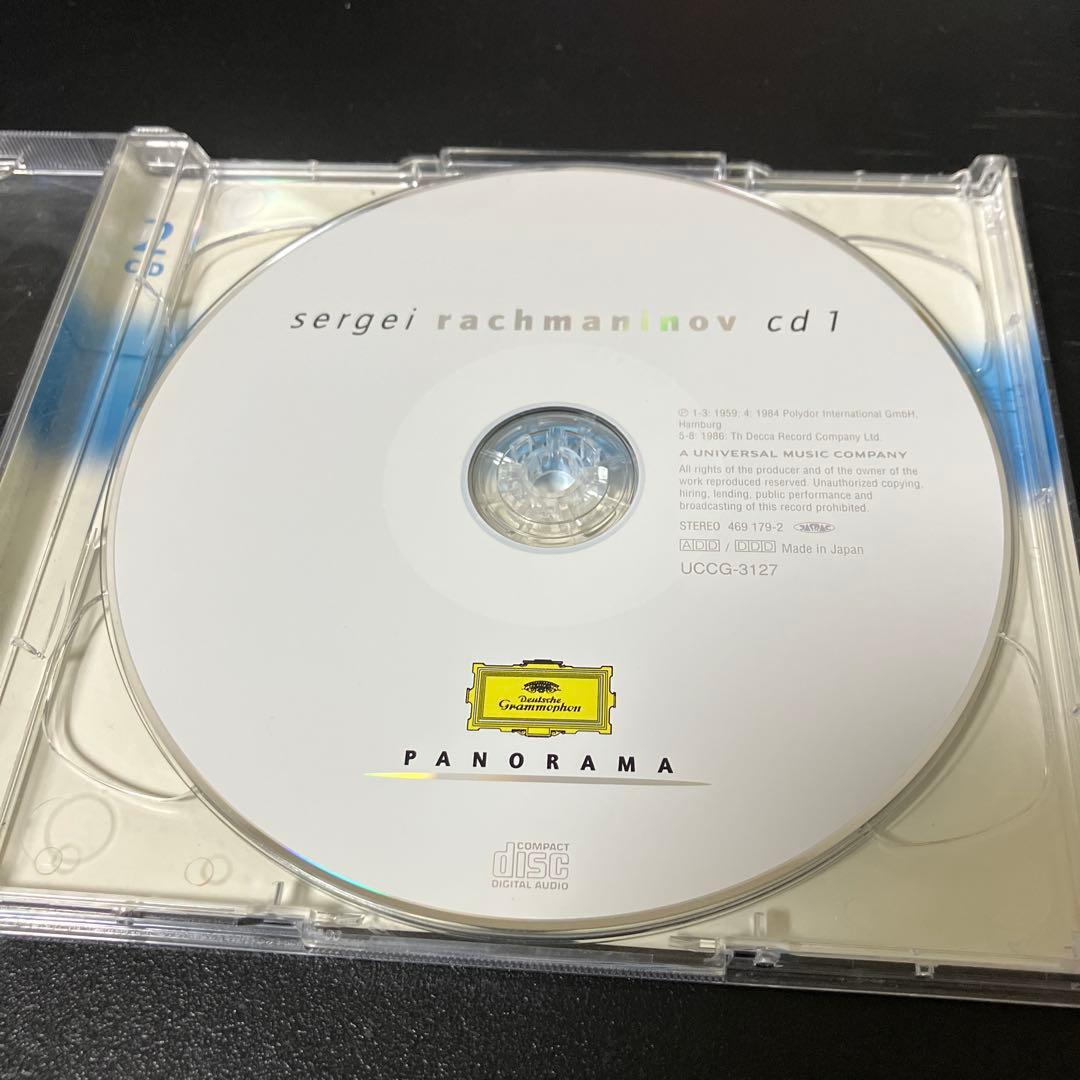 sergei rachmaninov cd 1
℗ 1-3: 1959; 4: 1984 Polydor International GmbH,
Hamburg
5-8: 1986: Th Decca Record Company Ltd.
A UNIVERSAL MUSIC COMPANY
All rights of the producer and of the owner of the
work reproduced reserved. Unauthorized copying,
hiring, lending, public performance and
broadcasting of this record prohibited.
STEREO 469 179-2 JASRAC
ADD / DDD Made in Japan
UCCG-3127
Deutsche
Grammophon
PANORAMA
COMPACT
disc
DIGITAL AUDIO